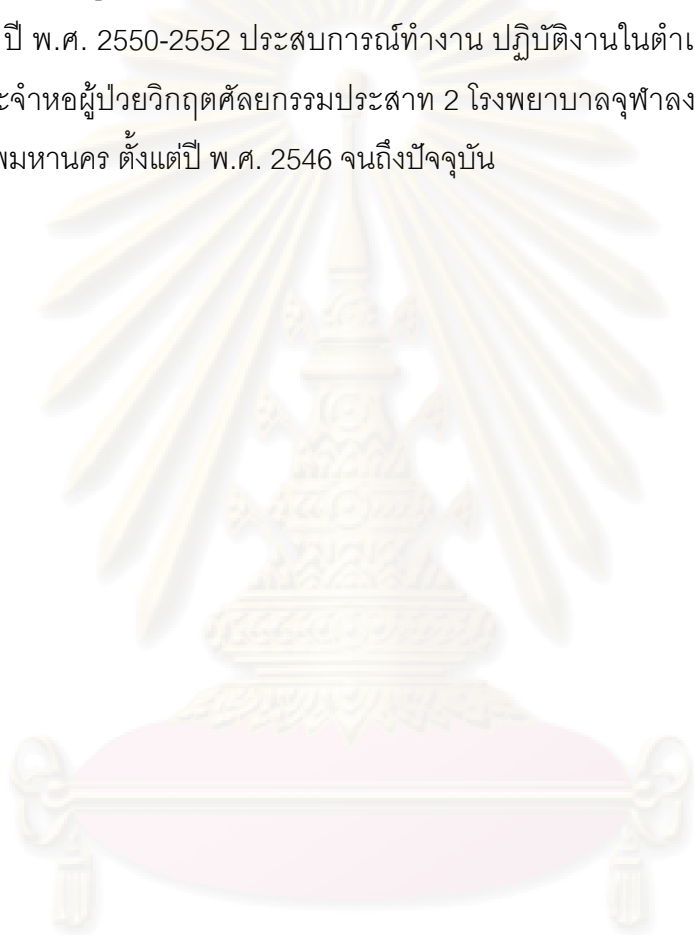 ปี พ.ศ. 2550-2552 ประสบการณ์ทำงาน ปฏิบัติงานในตำแ
ะจำหอผู้ป่วยวิกฤตศัลยกรรมประสาท 2 โรงพยาบาลจุฬาลง
พมหานคร ตั้งแต่ปี พ.ศ. 2546 จนถึงปัจจุบัน